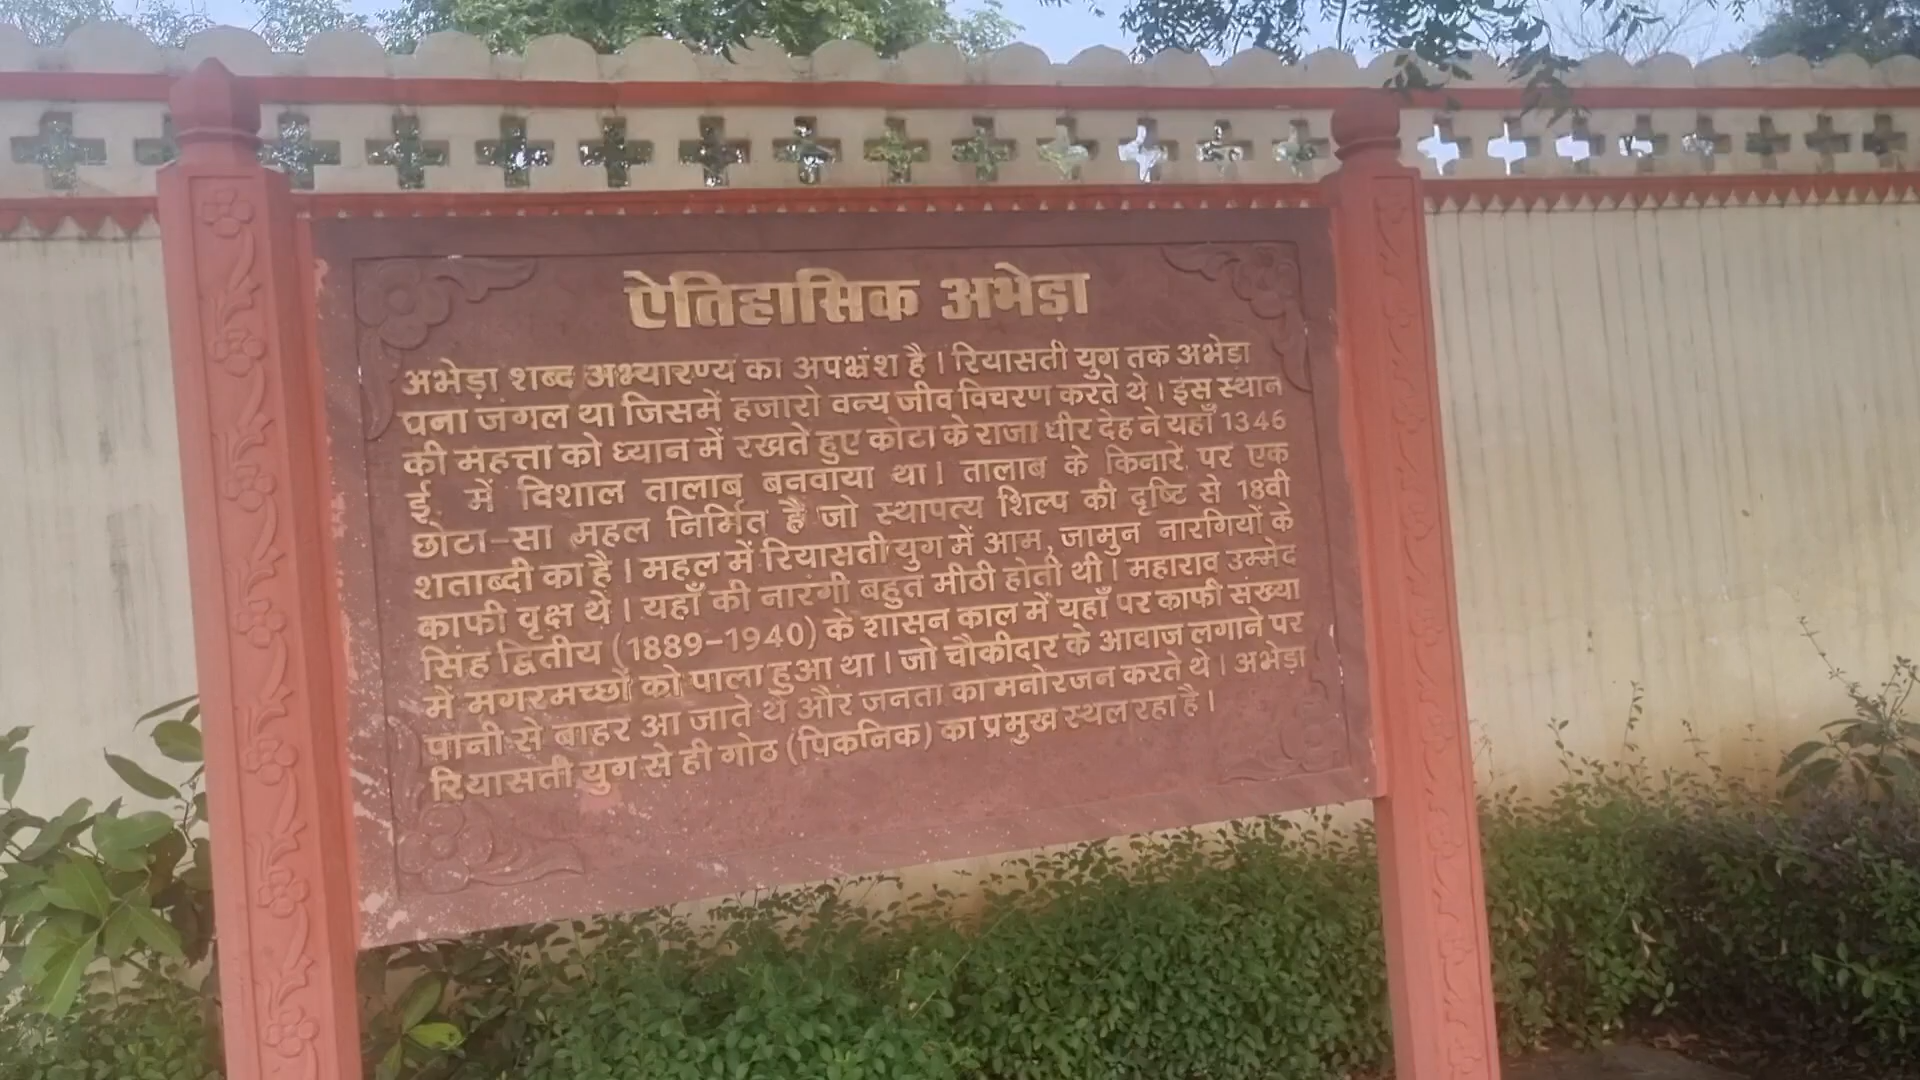 ऐतिहासिक अभेड़ा
अभेड़ा शब्द अभ्यारण्य का अपभ्रंश है । रियासती युग तक अभेड़ा
घना जंगल था जिसमें हजारो वन्य जीव विचरण करते थे । इस स्थान
की महत्ता को ध्यान में रखते हुए कोटा के राजा धीर देह ने यहाँ 1346
ई. में विशाल तालाब बनवाया था । तालाब के किनारे पर एक
छोटा-सा महल निर्मित है जो स्थापत्य शिल्प की दृष्टि से 18वी
शताब्दी का है । महल में रियासती युग में आम, जामुन नारंगियों के
काफी वृक्ष थे । यहाँ की नारंगी बहुत मीठी होती थी । महाराव उम्मेद
सिंह द्वितीय (1889-1940) के शासन काल में यहाँ पर काफी संख्या
में मगरमच्छों को पाला हुआ था । जो चौकीदार के आवाज लगाने पर
पानी से बाहर आ जाते थे और जनता का मनोरजन करते थे । अभेड़ा
रियासती युग से ही गोठ (पिकनिक) का प्रमुख स्थल रहा है ।